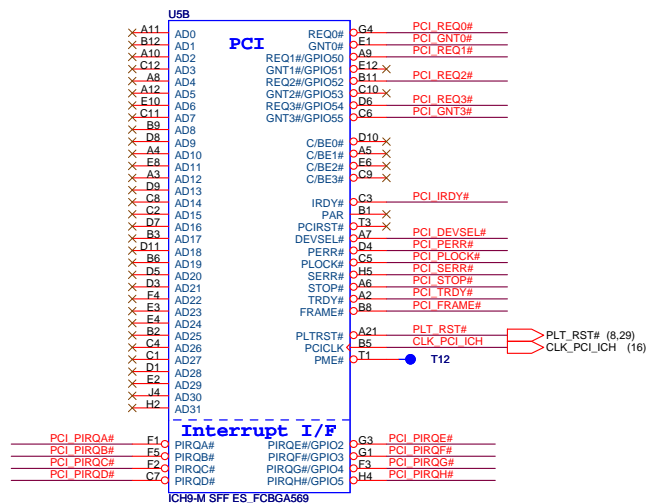 U5B
PCI
A11 AD0 REQ0# G4 PCI_REQ0#
B12 AD1 GNT0# E1 PCI_GNT0#
A10 AD2 REQ1#/GPIO50 A9 PCI_REQ1#
C12 AD3 GNT1#/GPIO51 E12
A8 AD4 REQ2#/GPIO52 B11 PCI_REQ2#
A12 AD5 GNT2#/GPIO53 C10
E10 AD6 REQ3#/GPIO54 D6 PCI_REQ3#
C11 AD7 GNT3#/GPIO55 C6 PCI_GNT3#
B9 AD8
D8 AD9 C/BE0# D10
A4 AD10 C/BE1# A5
E8 AD11 C/BE2# E6
A3 AD12 C/BE3# C9
D9 AD13
C8 AD14 IRDY# C3 PCI_IRDY#
C2 AD15 PAR B1
D7 AD16 PCIRST# T3
B3 AD17 DEVSEL# A7 PCI_DEVSEL#
D11 AD18 PERR# D4 PCI_PERR#
B6 AD19 PLOCK# C5 PCI_PLOCK#
D5 AD20 SERR# H5 PCI_SERR#
D3 AD21 STOP# A6 PCI_STOP#
F4 AD22 TRDY# A2 PCI_TRDY#
E3 AD23 FRAME# B8 PCI_FRAME#
E4 AD24
B2 AD25 PLTRST# A21 PLT_RST# PLT_RST# (8,29)
C4 AD26 PCICLK B5 CLK_PCI_ICH CLK_PCI_ICH (16)
C1 AD27 PME# T1 T12
D1 AD28
E2 AD29
J4 AD30
H2 AD31
Interrupt I/F
PCI_PIRQA# F1 PIRQA# PIRQE#/GPIO2 G3 PCI_PIRQE#
PCI_PIRQB# F5 PIRQB# PIRQF#/GPIO3 G1 PCI_PIRQF#
PCI_PIRQC# F2 PIRQC# PIRQG#/GPIO4 F3 PCI_PIRQG#
PCI_PIRQD# C7 PIRQD# PIRQH#/GPIO5 H4 PCI_PIRQH#
ICH9-M SFF ES_FCBGA569